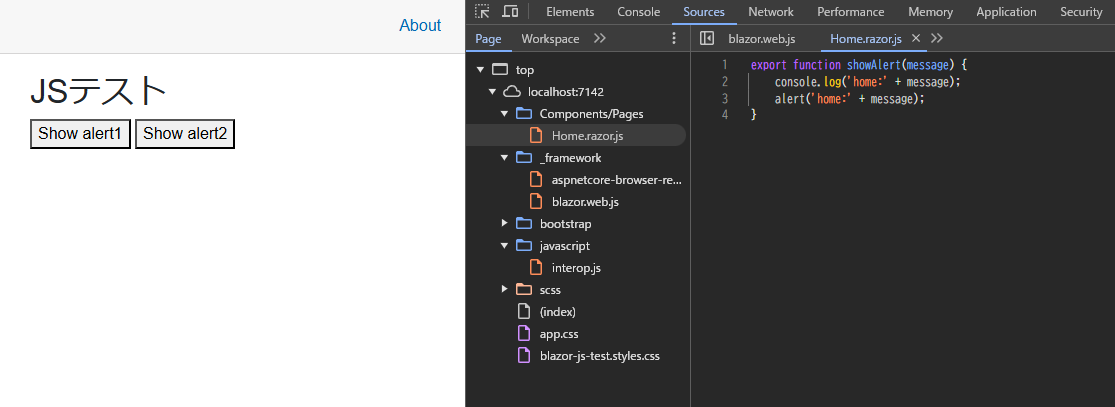 About
JSテスト
Show alert1 Show alert2
Elements Console Sources Network Performance Memory Application Security
Page Workspace
blazor.web.js Home.razor.js
top
localhost:7142
Components/Pages
Home.razor.js
_framework
aspnetcore-browser-re...
blazor.web.js
bootstrap
javascript
interop.js
scss
(index)
app.css
blazor-js-test.styles.css
1 export function showAlert(message) {
2 console.log('home:' + message);
3 alert('home:' + message);
4 }